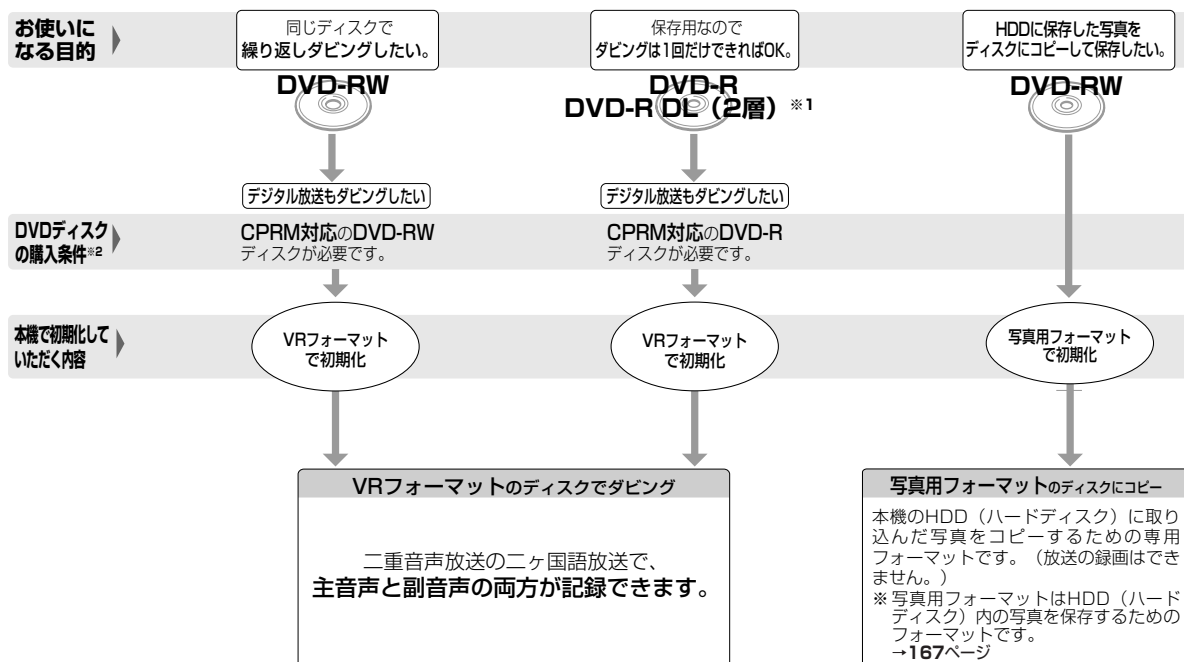 お使いに
なる目的
同じディスクで
繰り返しダビングしたい。
保存用なので
ダビングは1回だけできればOK。
HDDに保存した写真を
ディスクにコピーして保存したい。
DVD-RW
DVD-R
DVD-R DL（2層）※1
DVD-RW
デジタル放送もダビングしたい
デジタル放送もダビングしたい
DVDディスク
の購入条件※2
CPRM対応のDVD-RW
ディスクが必要です。
CPRM対応のDVD-R
ディスクが必要です。
本機で初期化して
いただく内容
VRフォーマット
で初期化
VRフォーマット
で初期化
写真用フォーマット
で初期化
VRフォーマットのディスクでダビング
二重音声放送の二ヶ国語放送で、
主音声と副音声の両方が記録できます。
写真用フォーマットのディスクにコピー
本機のHDD（ハードディスク）に取り
込んだ写真をコピーするための専用
フォーマットです。（放送の録画はでき
ません。）
※写真用フォーマットはHDD（ハード
ディスク）内の写真を保存するための
フォーマットです。
→167ページ